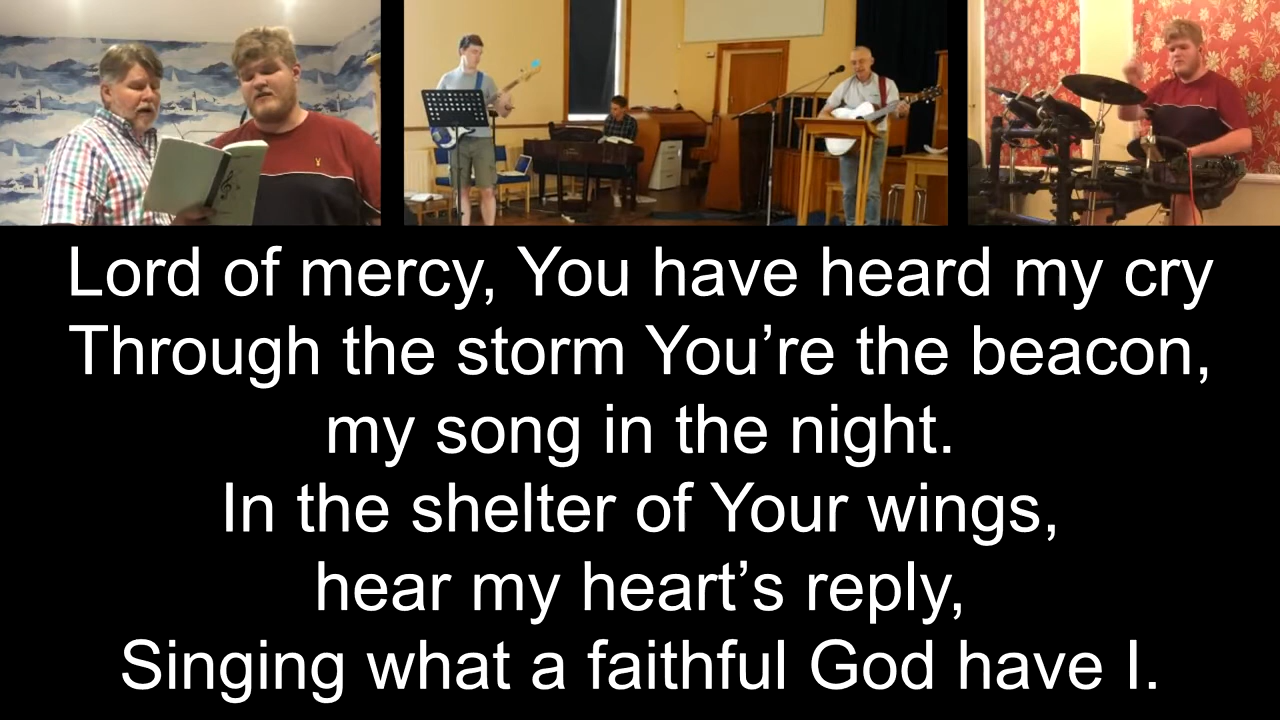 Lord of mercy, You have heard my cry
Through the storm You’re the beacon,
my song in the night.
In the shelter of Your wings,
hear my heart’s reply,
Singing what a faithful God have I.